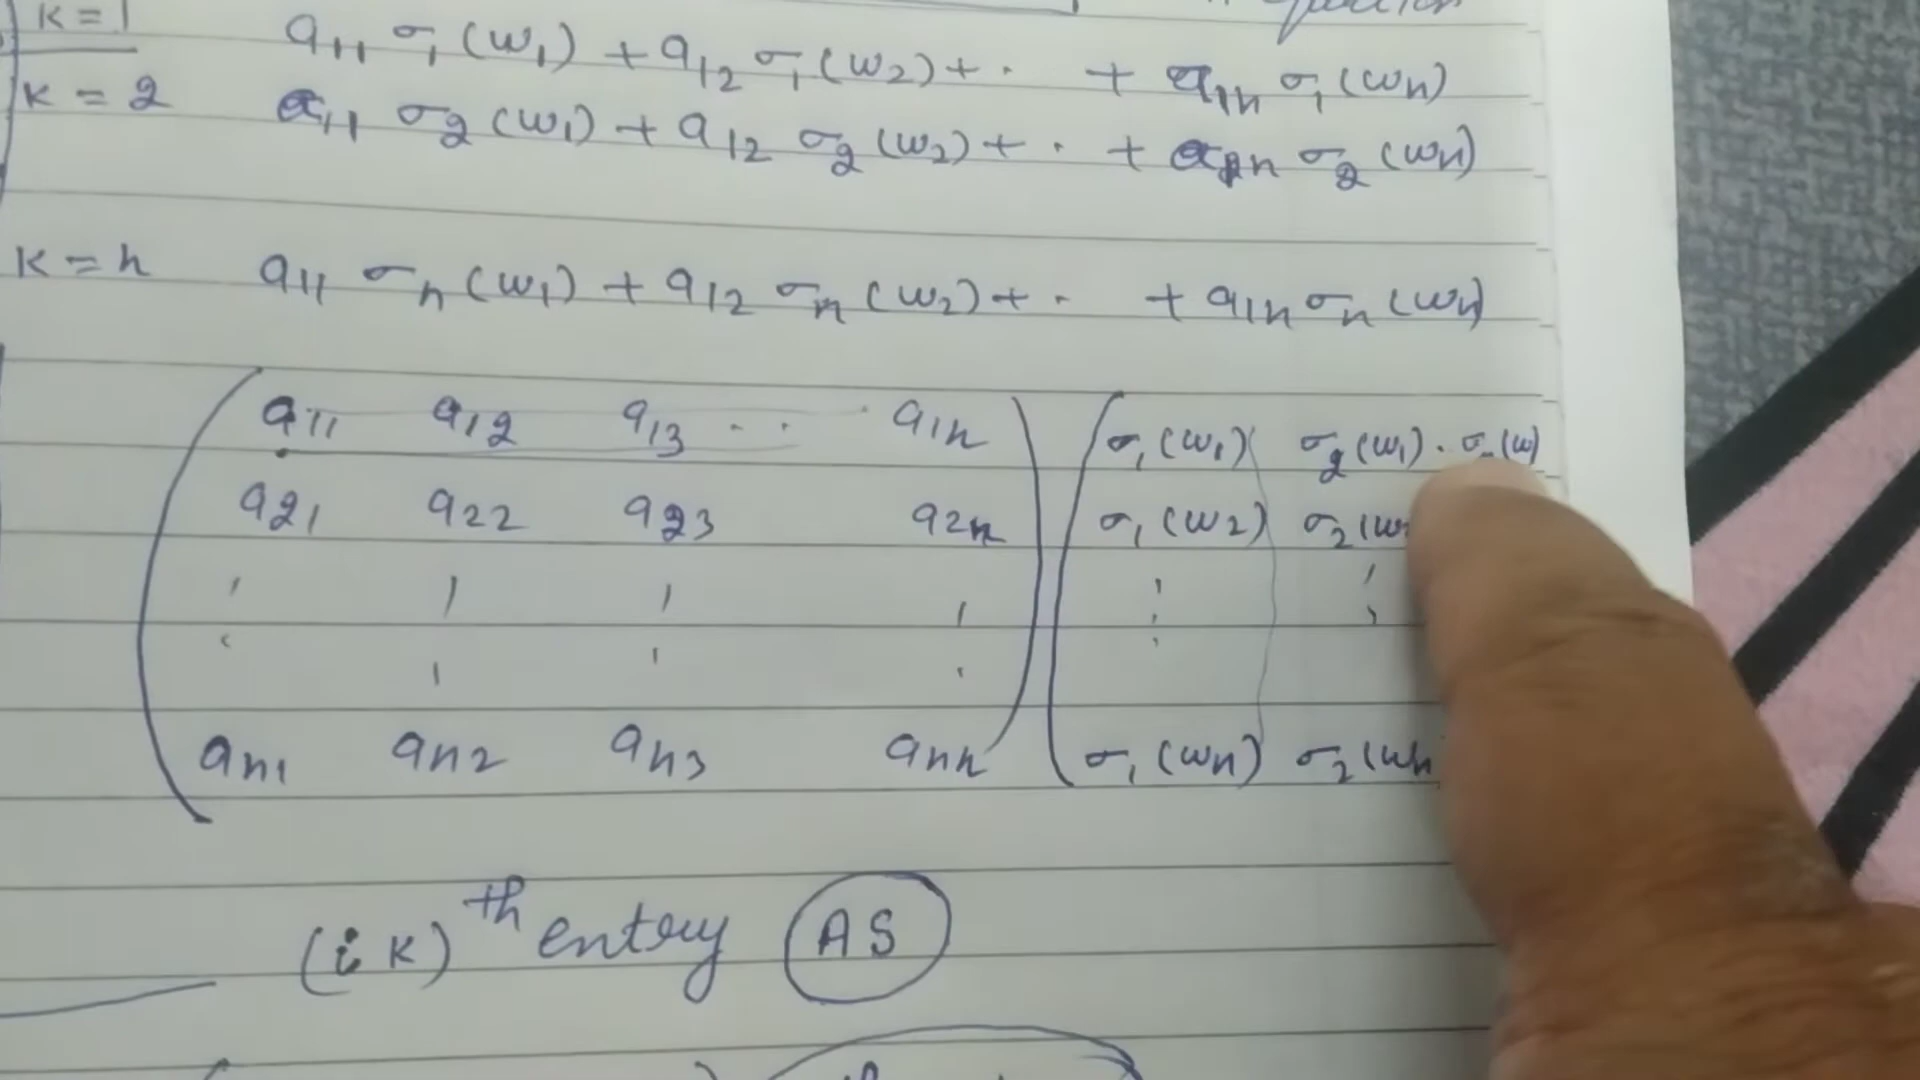 K = 1 a11 σ1(w1) + a12 σ1(w2) + · + a1n σ1(wn)
K = 2 a11 σ2(w1) + a12 σ2(w2) + · + a1n σ2(wn)
K = n a11 σn(w1) + a12 σn(w2) + · + a1n σn(wn)
a11 a12 a13 ·· a1n σ1(w1) σ2(w1) · σn(w)
a21 a22 a23 a2n σ1(w2) σ2(w
an1 an2 an3 ann σ1(wn) σ2(wn
(i K)th entry AS